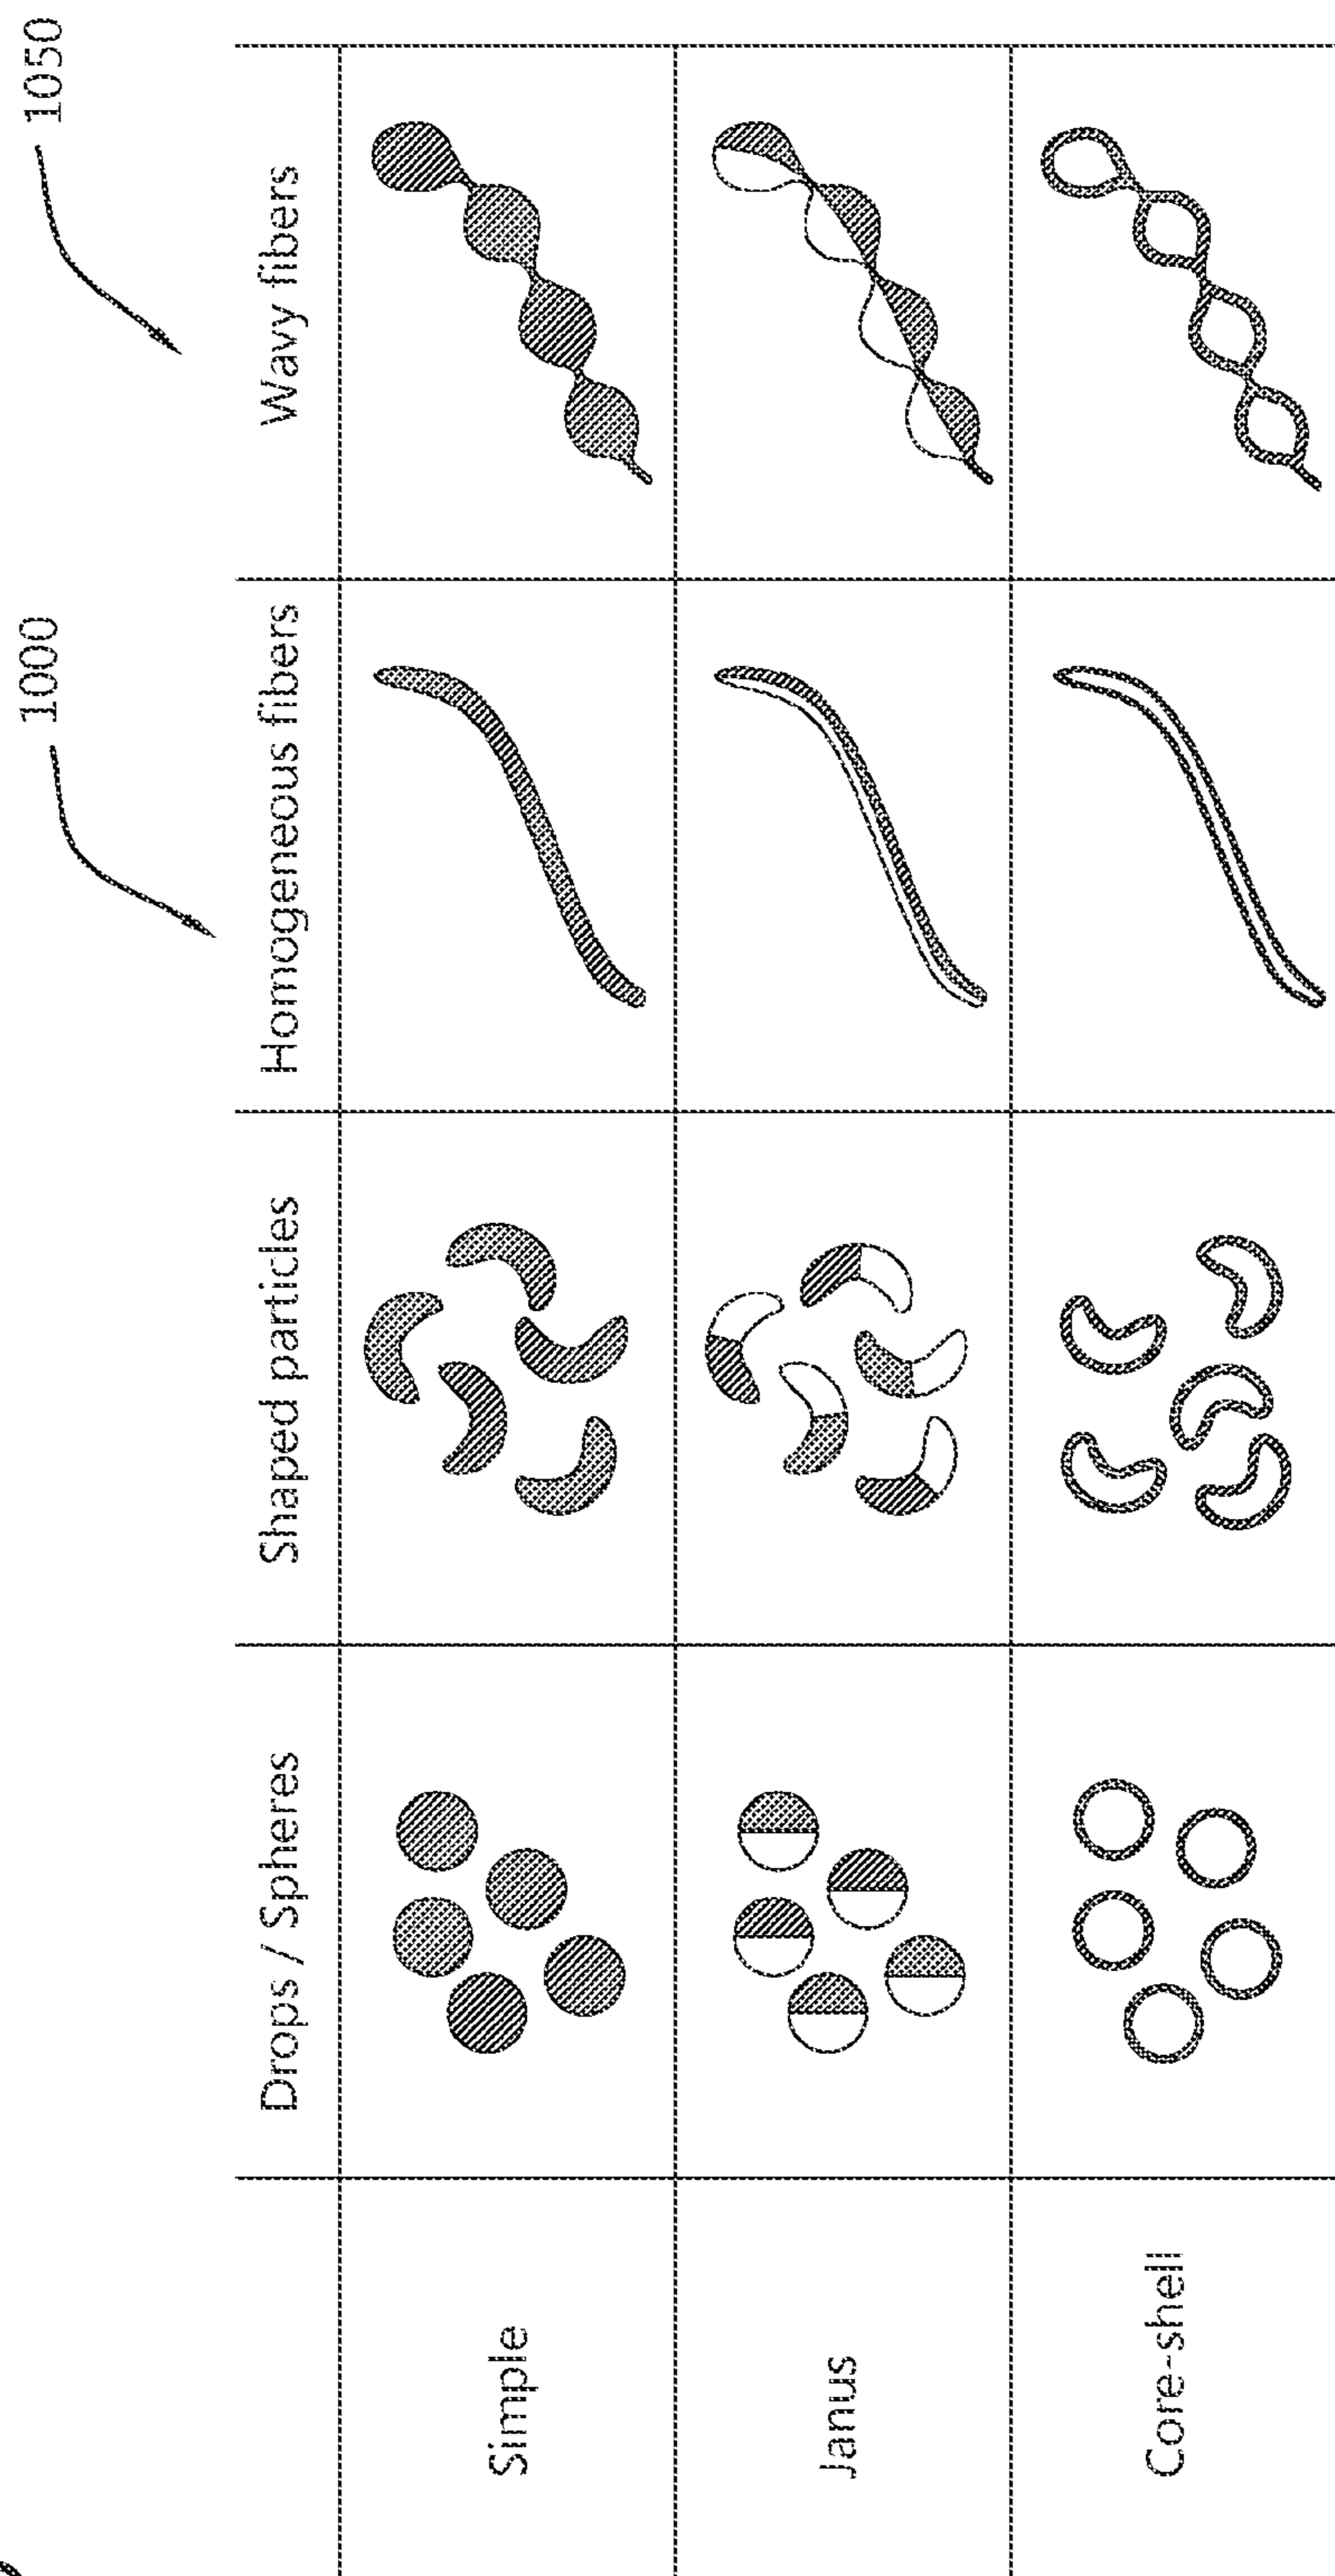 1000
1050
Drops / Spheres
Shaped particles
Homogeneous fibers
Wavy fibers
Simple
Janus
Core-shell